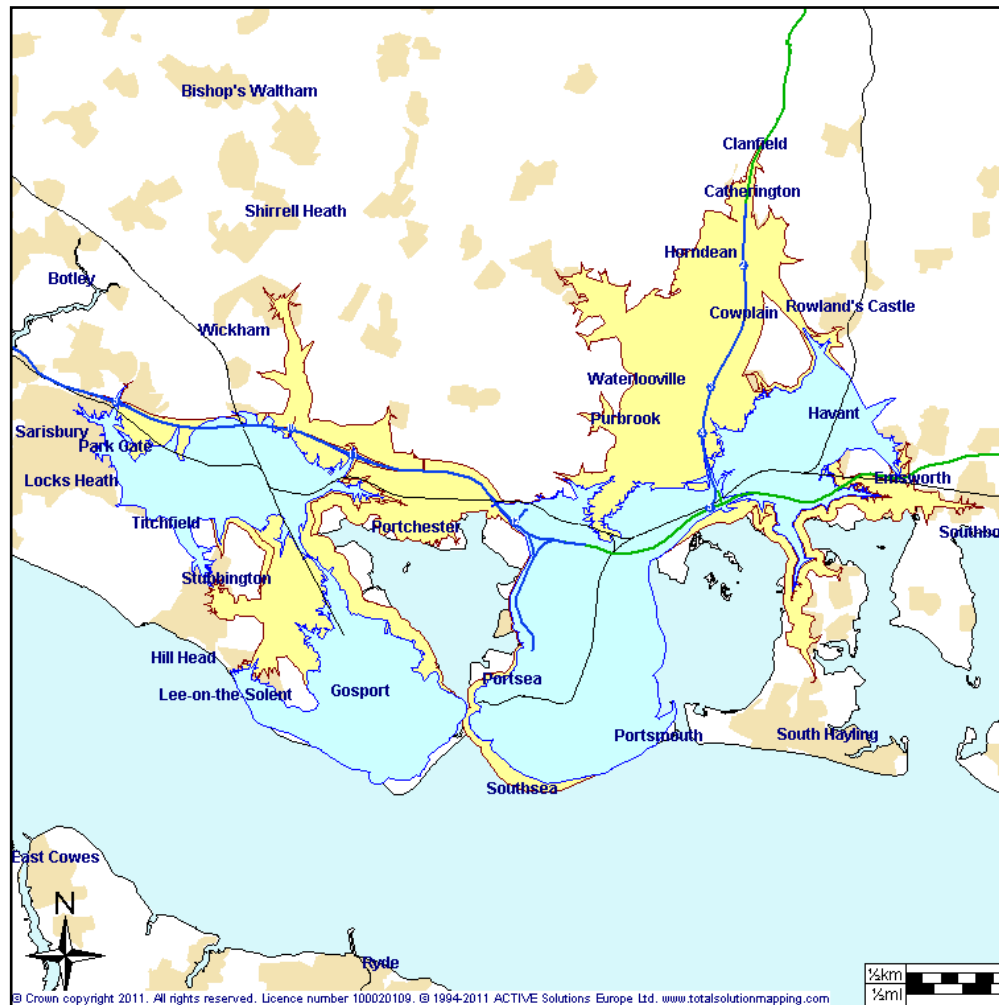 Bishop's Waltham
Clanfield
Catherington
Shirrell Heath
Horndean
Botley
Rowland's Castle
Cowplain
Wickham
Waterlooville
Havant
Purbrook
Sarisbury
Park Gate
Locks Heath
Emsworth
Titchfield
Portchester
Southbo
Stubbington
Hill Head
Portsea
Lee-on-the-Solent
Gosport
Portsmouth
South Hayling
Southsea
East Cowes
N
Ryde
½km
½ml
© Crown copyright 2011. All rights reserved. Licence number 100020109. © 1994-2011 ACTIVE Solutions Europe Ltd. www.totalsolutionmapping.com